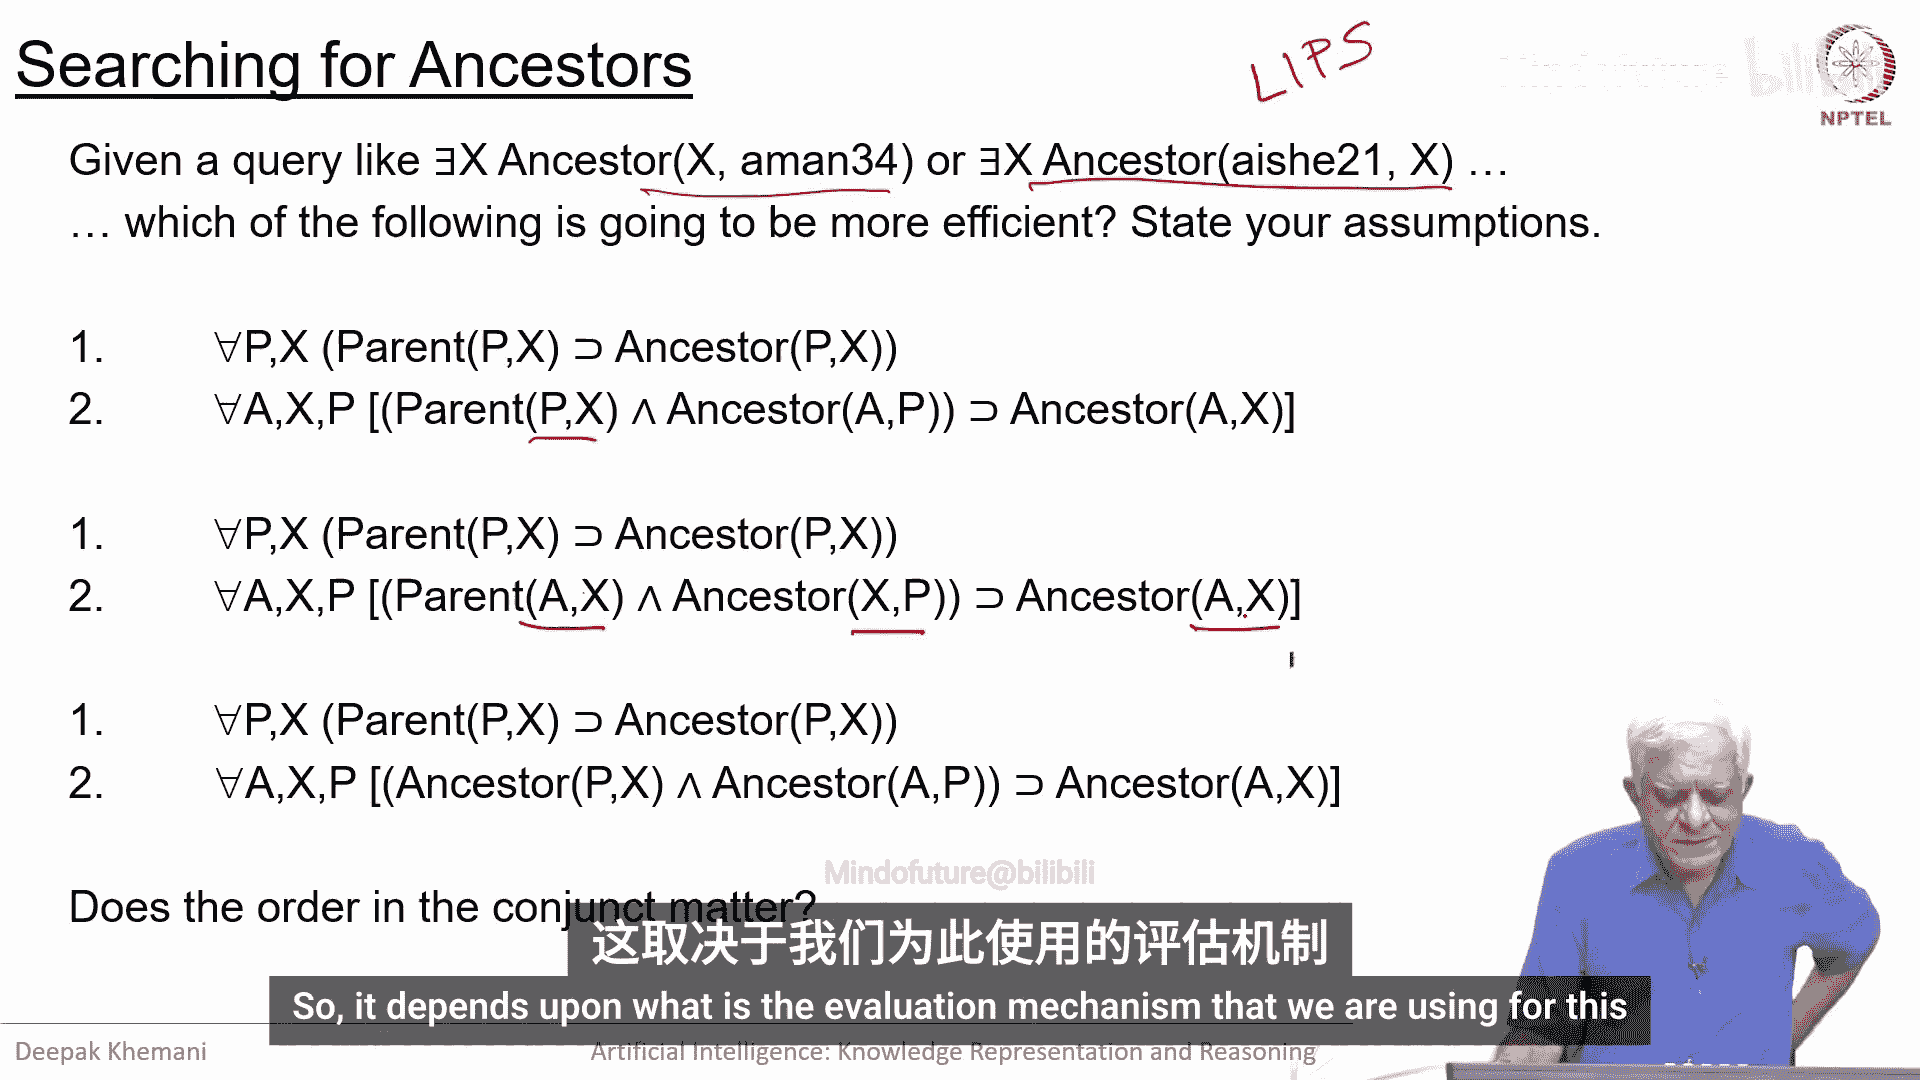 Searching for Ancestors
LIPS
NPTEL
Given a query like ∃X Ancestor(X, aman34) or ∃X Ancestor(aishe21, X) …
… which of the following is going to be more efficient? State your assumptions.
1. ∀P,X (Parent(P,X) ⊃ Ancestor(P,X))
2. ∀A,X,P [(Parent(P,X) ∧ Ancestor(A,P)) ⊃ Ancestor(A,X)]
1. ∀P,X (Parent(P,X) ⊃ Ancestor(P,X))
2. ∀A,X,P [(Parent(A,X) ∧ Ancestor(X,P)) ⊃ Ancestor(A,X)]
1. ∀P,X (Parent(P,X) ⊃ Ancestor(P,X))
2. ∀A,X,P [(Ancestor(P,X) ∧ Ancestor(A,P)) ⊃ Ancestor(A,X)]
Mindofuture@bilibili
Does the order in the conjunct matter?
这取决于我们为此使用的评估机制
So, it depends upon what is the evaluation mechanism that we are using for this
Deepak Khemani
Artificial Intelligence: Knowledge Representation and Reasoning